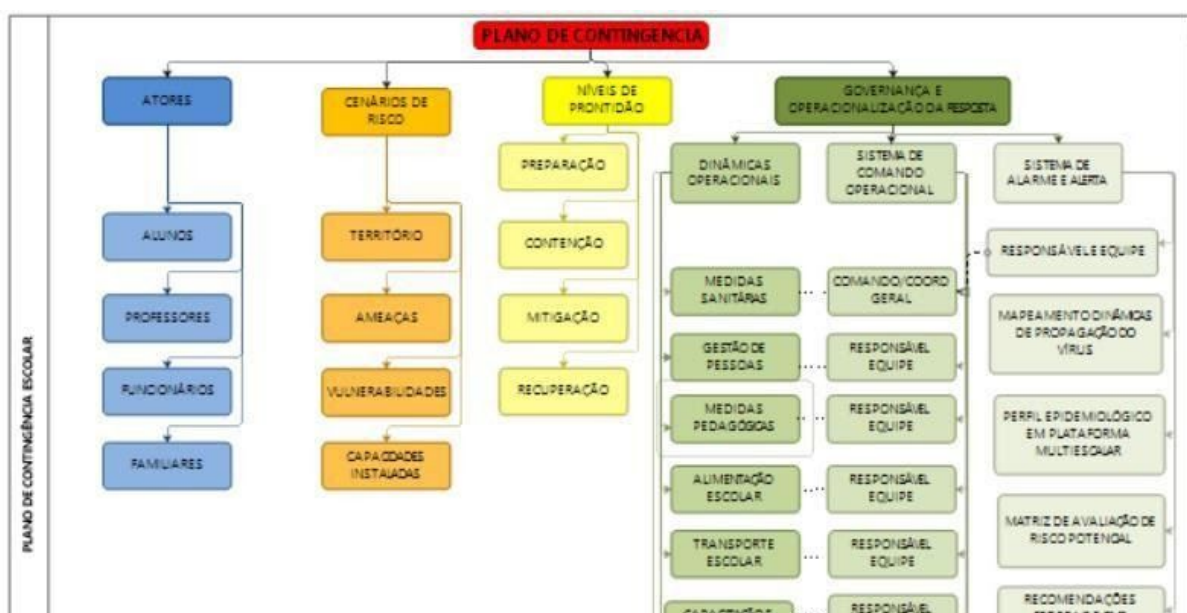 PLANO DE CONTINGÊNCIA ESCOLAR
PLANO DE CONTINGENCIA
ATORES
ALUNOS
PROFESSORES
FUNCIONÁRIOS
FAMILIARES
CENÁRIOS DE
RISCO
TERRITÓRIO
AMEAÇAS
VULNERABILIDADES
CAPACIDADES
INSTALADAS
NÍVEIS DE
PRONTIDÃO
PREPARAÇÃO
CONTENÇÃO
MITIGAÇÃO
RECUPERAÇÃO
GOVERNANÇA E
OPERACIONALIZAÇÃO DA RESPOSTA
DINÂMICAS
OPERACIONAIS
MEDIDAS
SANITÁRIAS
GESTÃO DE
PESSOAS
MEDIDAS
PEDAGÓGICAS
ALIMENTAÇÃO
ESCOLAR
TRANSPORTE
ESCOLAR
SISTEMA DE
COMANDO
OPERACIONAL
COMANDO/COORD
GERAL
RESPONSÁVEL
EQUIPE
RESPONSÁVEL
EQUIPE
RESPONSÁVEL
EQUIPE
RESPONSÁVEL
EQUIPE
RESPONSÁVEL
SISTEMA DE
ALARME E ALERTA
RESPONSÁVEL E EQUIPE
MAPEAMENTO DINÂMICAS
DE PROPAGAÇÃO DO
VÍRUS
PERFIL EPIDEMIOLÓGICO
EM PLATAFORMA
MULTIESCALAR
MATRIZ DE AVALIAÇÃO DE
RISCO POTENCIAL
RECOMENDAÇÕES